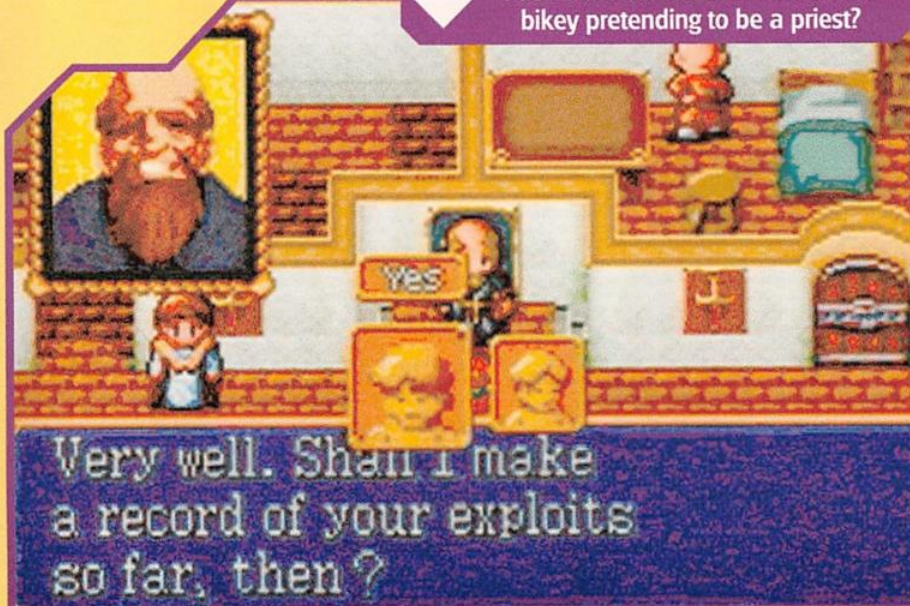 bikey pretending to be a priest?
Yes
Very well. Shall I make
a record of your exploits
so far, then?